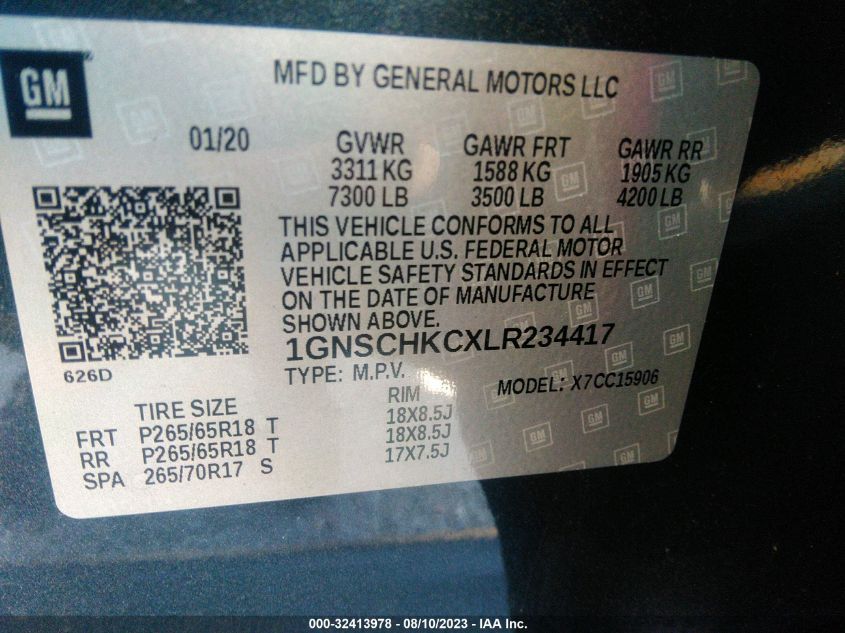 GM
MFD BY GENERAL MOTORS LLC
01/20 GVWR GAWR FRT GAWR RR
3311 KG 1588 KG 1905 KG
7300 LB 3500 LB 4200 LB
THIS VEHICLE CONFORMS TO ALL
APPLICABLE U.S. FEDERAL MOTOR
VEHICLE SAFETY STANDARDS IN EFFECT
ON THE DATE OF MANUFACTURE
SHOWN ABOVE.
1GNSCHKCXLR234417
626D TYPE: M.P.V. MODEL: X7CC15906
TIRE SIZE RIM
FRT P265/65R18 T 18X8.5J
RR P265/65R18 T 18X8.5J
SPA 265/70R17 S 17X7.5J
000-32413978 - 08/10/2023 - IAA Inc.